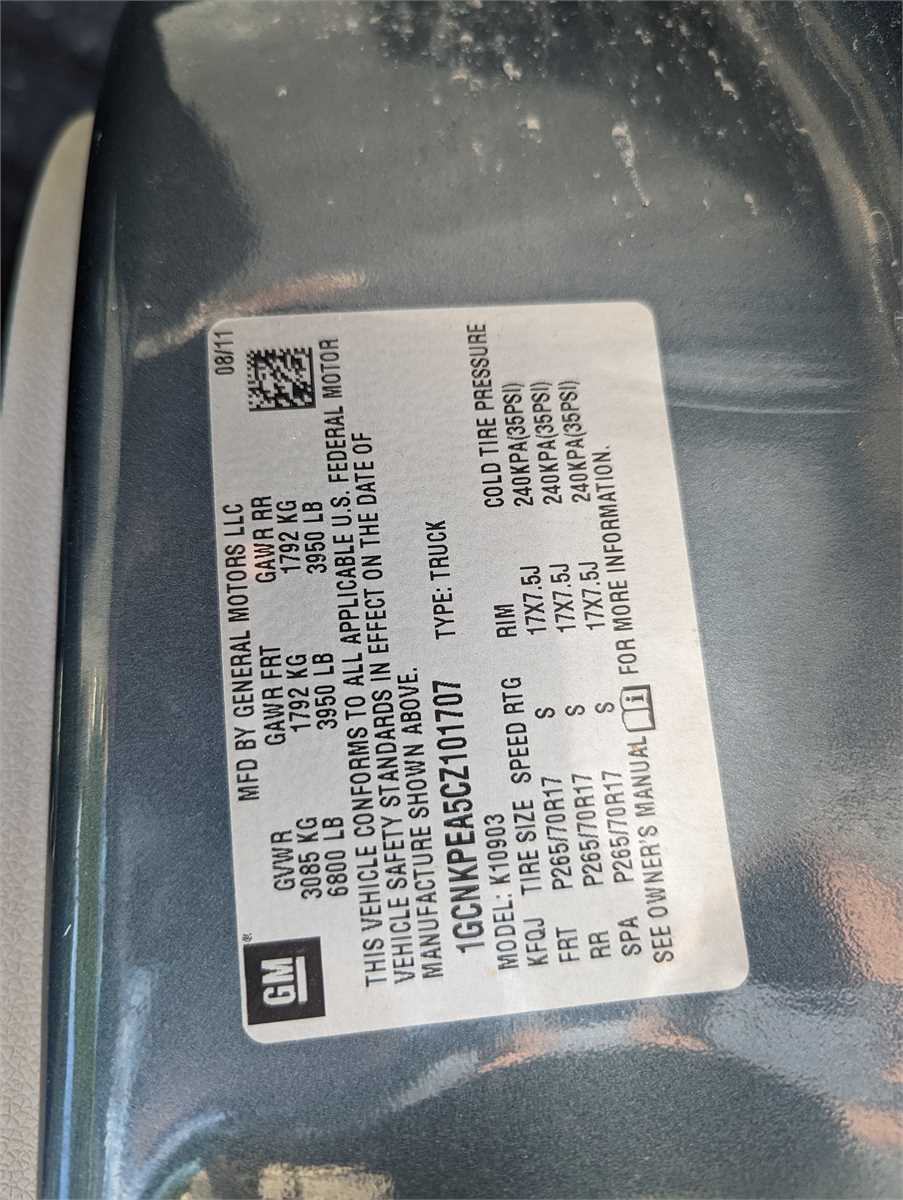 08/11
MFD BY GENERAL MOTORS LLC
GVWR GAWR FRT GAWR RR
3085 KG 1792 KG 1792 KG
6800 LB 3950 LB 3950 LB
GM ®
THIS VEHICLE CONFORMS TO ALL APPLICABLE U.S. FEDERAL MOTOR
VEHICLE SAFETY STANDARDS IN EFFECT ON THE DATE OF
MANUFACTURE SHOWN ABOVE.
1GCNKPEA5CZ101707 TYPE: TRUCK
MODEL: K10903
KFQJ TIRE SIZE SPEED RTG RIM COLD TIRE PRESSURE
FRT P265/70R17 S 17X7.5J 240KPA(35PSI)
RR P265/70R17 S 17X7.5J 240KPA(35PSI)
SPA P265/70R17 S 17X7.5J 240KPA(35PSI)
SEE OWNER'S MANUAL i FOR MORE INFORMATION.